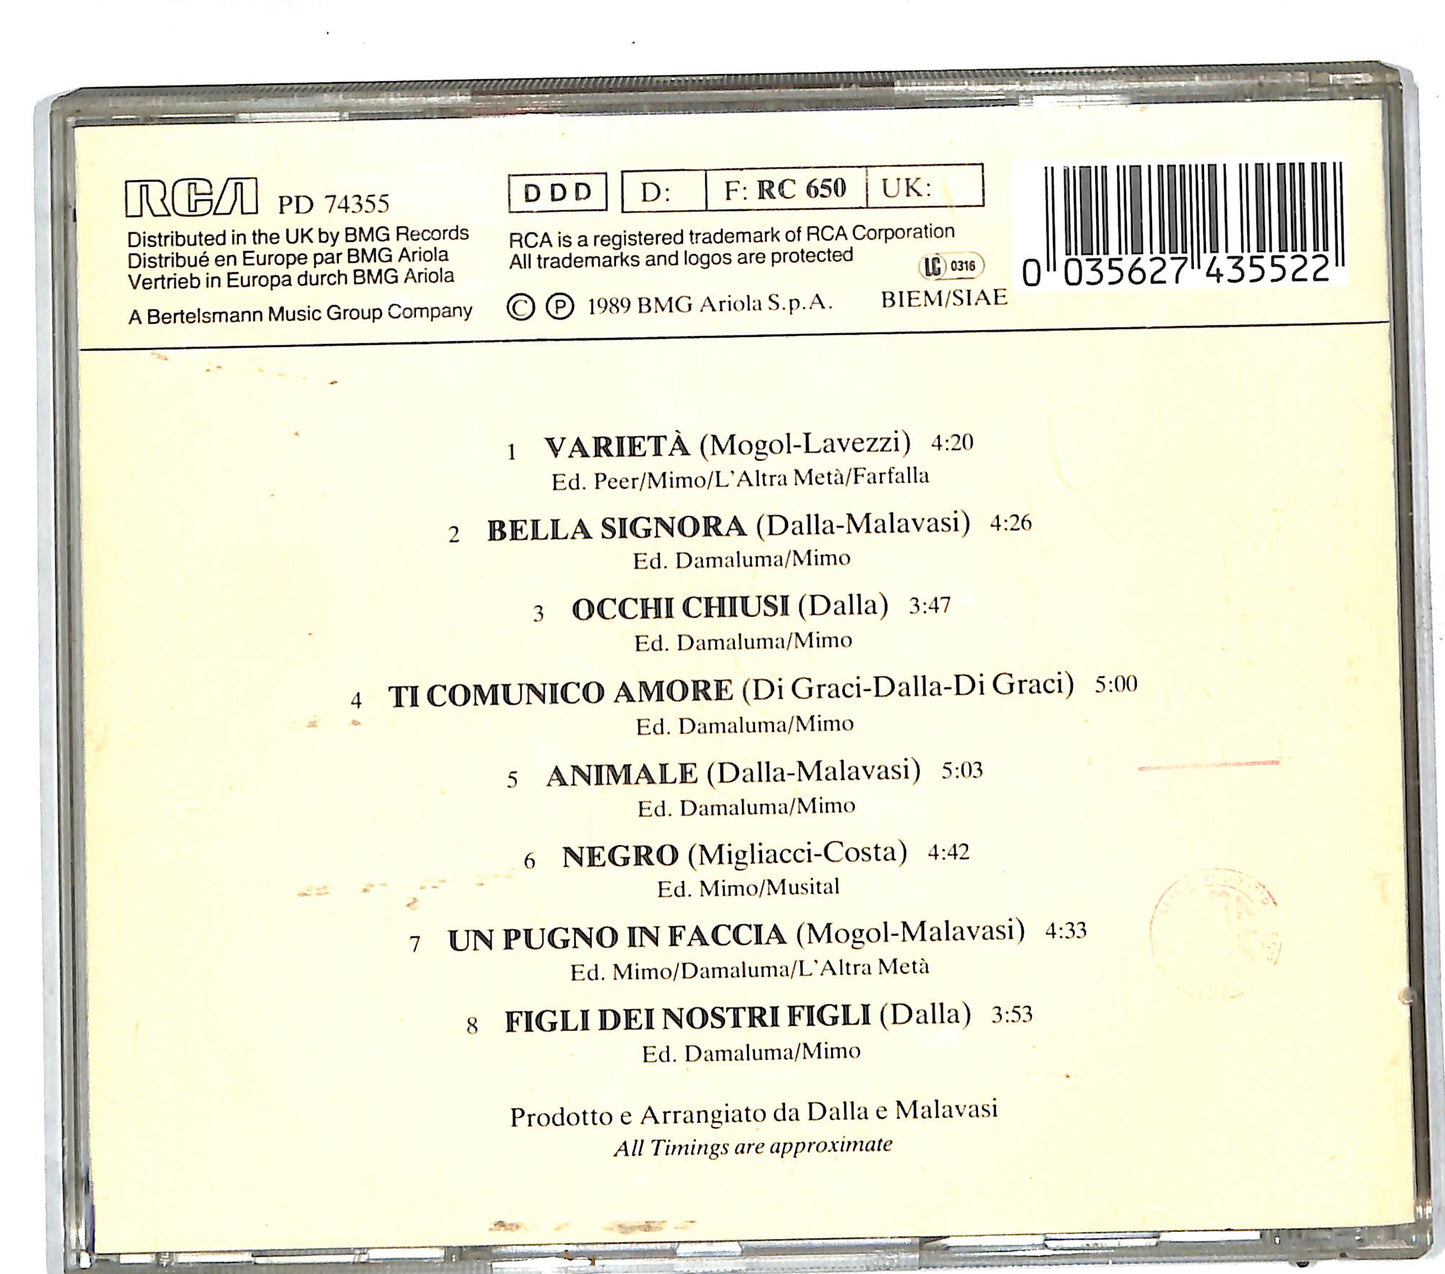 RCA PD 74355
Distributed in the UK by BMG Records
Distribué en Europe par BMG Ariola
Vertrieb in Europa durch BMG Ariola
A Bertelsmann Music Group Company
DDD D: F: RC 650 UK:
RCA is a registered trademark of RCA Corporation
All trademarks and logos are protected
LC 0316
© ℗ 1989 BMG Ariola S.p.A. BIEM/SIAE
0 035627 435522
1 VARIETÀ (Mogol-Lavezzi) 4:20
Ed. Peer/Mimo/L'Altra Metà/Farfalla
2 BELLA SIGNORA (Dalla-Malavasi) 4:26
Ed. Damaluma/Mimo
3 OCCHI CHIUSI (Dalla) 3:47
Ed. Damaluma/Mimo
4 TI COMUNICO AMORE (Di Graci-Dalla-Di Graci) 5:00
Ed. Damaluma/Mimo
5 ANIMALE (Dalla-Malavasi) 5:03
Ed. Damaluma/Mimo
6 NEGRO (Migliacci-Costa) 4:42
Ed. Mimo/Musital
7 UN PUGNO IN FACCIA (Mogol-Malavasi) 4:33
Ed. Mimo/Damaluma/L'Altra Metà
8 FIGLI DEI NOSTRI FIGLI (Dalla) 3:53
Ed. Damaluma/Mimo
Prodotto e Arrangiato da Dalla e Malavasi
All Timings are approximate